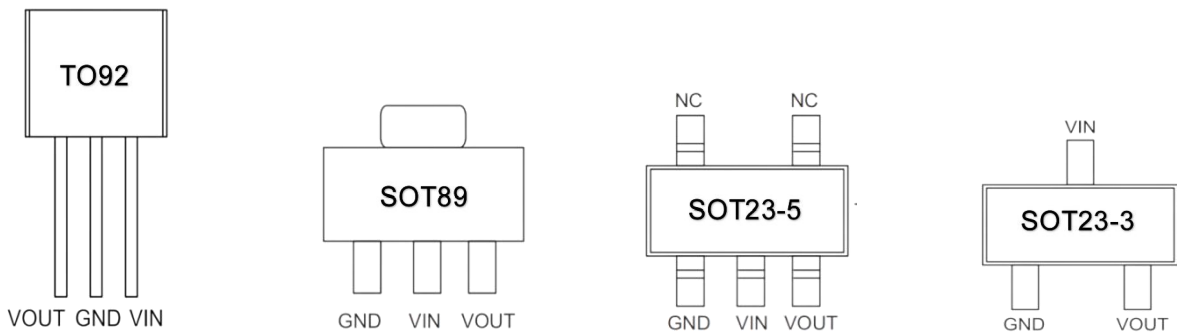 TO92
VOUT GND VIN
SOT89
GND VIN VOUT
NC NC
SOT23-5
GND VIN VOUT
VIN
SOT23-3
GND VOUT